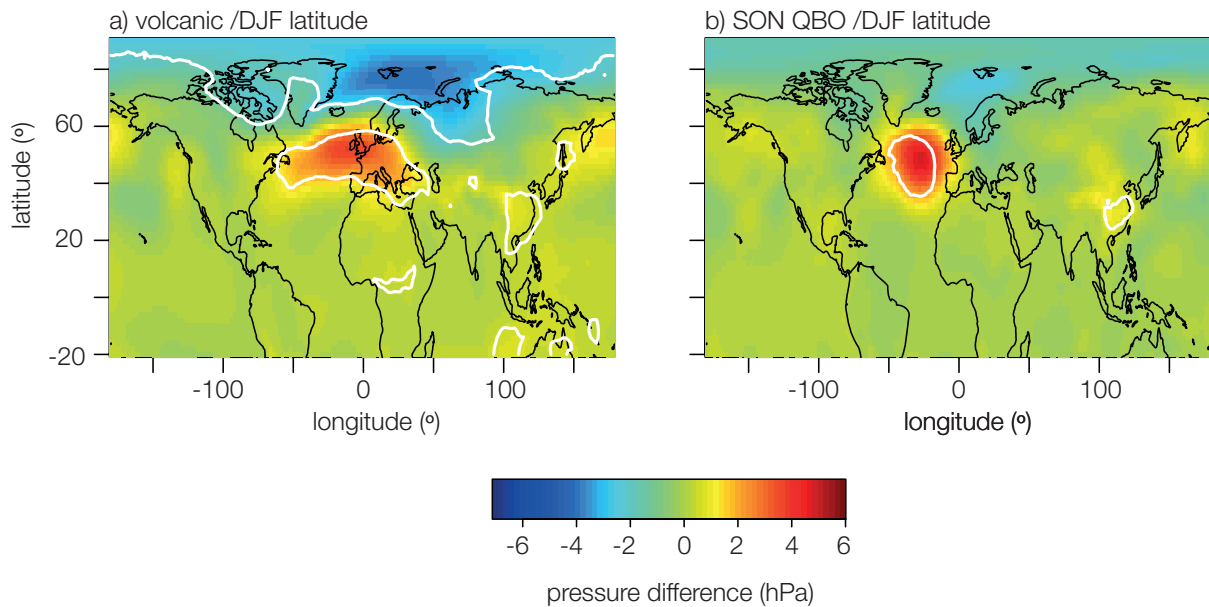 a) volcanic /DJF latitude
b) SON QBO /DJF latitude
latitude (º)
60
20
-20
-100
0
100
-100
0
100
longitude (º)
longitude (º)
-6
-4
-2
0
2
4
6
pressure difference (hPa)